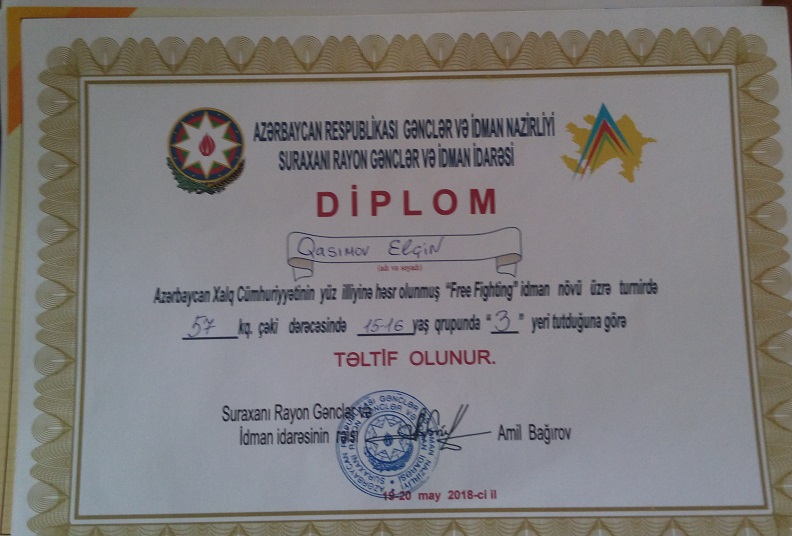 AZƏRBAYCAN RESPUBLİKASI GƏNCLƏR VƏ İDMAN NAZİRLİYİ
SURAXANI RAYON GƏNCLƏR VƏ İDMAN İDARƏSİ
DİPLOM
Qasımov Elçin
(adı və soyadı)
Azərbaycan Xalq Cümhuriyyətinin yüz illiyinə həsr olunmuş "Free Fighting" idman növü üzrə turnirdə
57 kq. çəki dərəcəsində 15-16 yaş qrupunda "3" yeri tutduğuna görə
TƏLTİF OLUNUR.
Suraxanı Rayon Gənclər və
İdman idarəsinin rəisi Amil Bağırov
19-20 may 2018-ci il